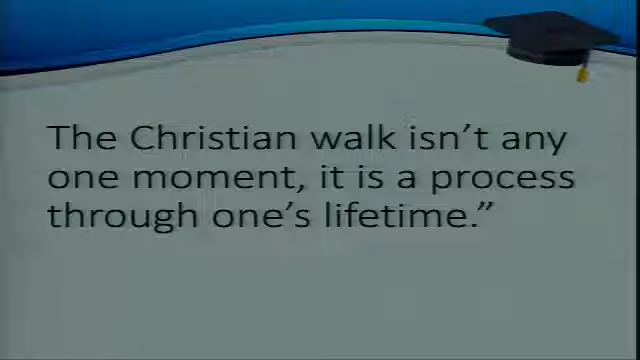 The Christian walk isn't any
one moment, it is a process
through one's lifetime.”